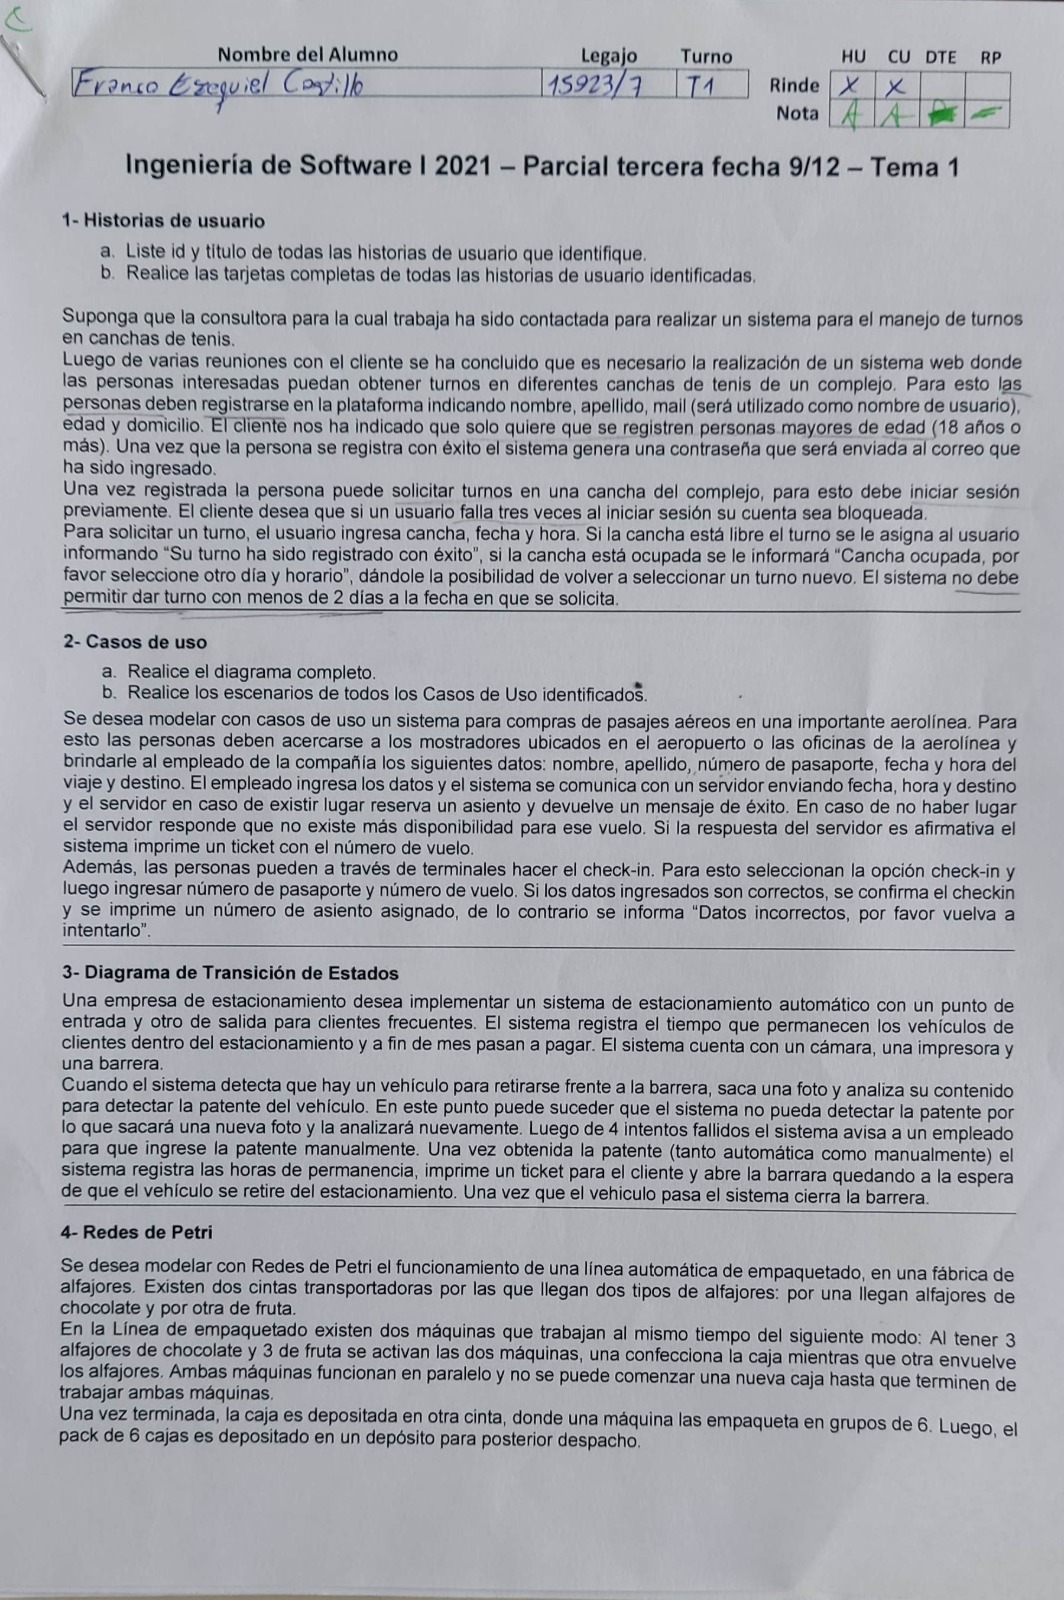 Nombre del Alumno Legajo Turno HU CU DTE RP
Franco Ezequiel Castillo 15923/7 T1 Rinde X X
Nota A A -
Ingeniería de Software I 2021 – Parcial tercera fecha 9/12 – Tema 1
1- Historias de usuario
a. Liste id y título de todas las historias de usuario que identifique.
b. Realice las tarjetas completas de todas las historias de usuario identificadas.
Suponga que la consultora para la cual trabaja ha sido contactada para realizar un sistema para el manejo de turnos
en canchas de tenis.
Luego de varias reuniones con el cliente se ha concluido que es necesario la realización de un sistema web donde
las personas interesadas puedan obtener turnos en diferentes canchas de tenis de un complejo. Para esto las
personas deben registrarse en la plataforma indicando nombre, apellido, mail (será utilizado como nombre de usuario),
edad y domicilio. El cliente nos ha indicado que solo quiere que se registren personas mayores de edad (18 años o
más). Una vez que la persona se registra con éxito el sistema genera una contraseña que será enviada al correo que
ha sido ingresado.
Una vez registrada la persona puede solicitar turnos en una cancha del complejo, para esto debe iniciar sesión
previamente. El cliente desea que si un usuario falla tres veces al iniciar sesión su cuenta sea bloqueada.
Para solicitar un turno, el usuario ingresa cancha, fecha y hora. Si la cancha está libre el turno se le asigna al usuario
informando “Su turno ha sido registrado con éxito”, si la cancha está ocupada se le informará “Cancha ocupada, por
favor seleccione otro día y horario”, dándole la posibilidad de volver a seleccionar un turno nuevo. El sistema no debe
permitir dar turno con menos de 2 días a la fecha en que se solicita.
2- Casos de uso
a. Realice el diagrama completo.
b. Realice los escenarios de todos los Casos de Uso identificados.
Se desea modelar con casos de uso un sistema para compras de pasajes aéreos en una importante aerolínea. Para
esto las personas deben acercarse a los mostradores ubicados en el aeropuerto o las oficinas de la aerolínea y
brindarle al empleado de la compañía los siguientes datos: nombre, apellido, número de pasaporte, fecha y hora del
viaje y destino. El empleado ingresa los datos y el sistema se comunica con un servidor enviando fecha, hora y destino
y el servidor en caso de existir lugar reserva un asiento y devuelve un mensaje de éxito. En caso de no haber lugar
el servidor responde que no existe más disponibilidad para ese vuelo. Si la respuesta del servidor es afirmativa el
sistema imprime un ticket con el número de vuelo.
Además, las personas pueden a través de terminales hacer el check-in. Para esto seleccionan la opción check-in y
luego ingresar número de pasaporte y número de vuelo. Si los datos ingresados son correctos, se confirma el checkin
y se imprime un número de asiento asignado, de lo contrario se informa “Datos incorrectos, por favor vuelva a
intentarlo”.
3- Diagrama de Transición de Estados
Una empresa de estacionamiento desea implementar un sistema de estacionamiento automático con un punto de
entrada y otro de salida para clientes frecuentes. El sistema registra el tiempo que permanecen los vehículos de
clientes dentro del estacionamiento y a fin de mes pasan a pagar. El sistema cuenta con un cámara, una impresora y
una barrera.
Cuando el sistema detecta que hay un vehículo para retirarse frente a la barrera, saca una foto y analiza su contenido
para detectar la patente del vehículo. En este punto puede suceder que el sistema no pueda detectar la patente por
lo que sacará una nueva foto y la analizará nuevamente. Luego de 4 intentos fallidos el sistema avisa a un empleado
para que ingrese la patente manualmente. Una vez obtenida la patente (tanto automática como manualmente) el
sistema registra las horas de permanencia, imprime un ticket para el cliente y abre la barrara quedando a la espera
de que el vehículo se retire del estacionamiento. Una vez que el vehiculo pasa el sistema cierra la barrera.
4- Redes de Petri
Se desea modelar con Redes de Petri el funcionamiento de una línea automática de empaquetado, en una fábrica de
alfajores. Existen dos cintas transportadoras por las que llegan dos tipos de alfajores: por una llegan alfajores de
chocolate y por otra de fruta.
En la Línea de empaquetado existen dos máquinas que trabajan al mismo tiempo del siguiente modo: Al tener 3
alfajores de chocolate y 3 de fruta se activan las dos máquinas, una confecciona la caja mientras que otra envuelve
los alfajores. Ambas máquinas funcionan en paralelo y no se puede comenzar una nueva caja hasta que terminen de
trabajar ambas máquinas.
Una vez terminada, la caja es depositada en otra cinta, donde una máquina las empaqueta en grupos de 6. Luego, el
pack de 6 cajas es depositado en un depósito para posterior despacho.